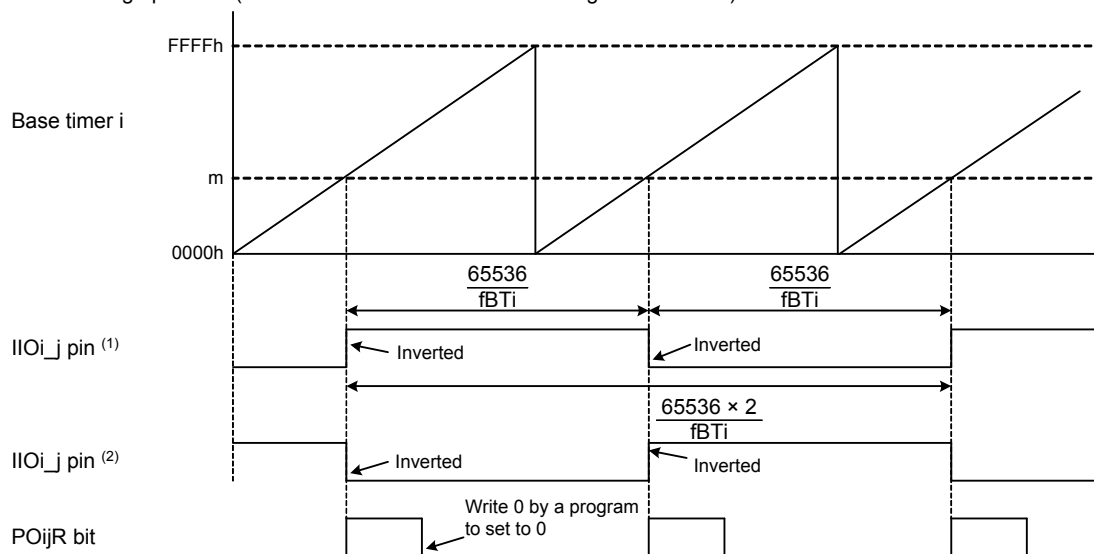 FFFFh
Base timer i
m
0000h
65536
fBTi
65536
fBTi
IIOi_j pin (1)
Inverted
Inverted
65536 × 2
fBTi
IIOi_j pin (2)
Inverted
Inverted
Write 0 by a program
to set to 0
POijR bit